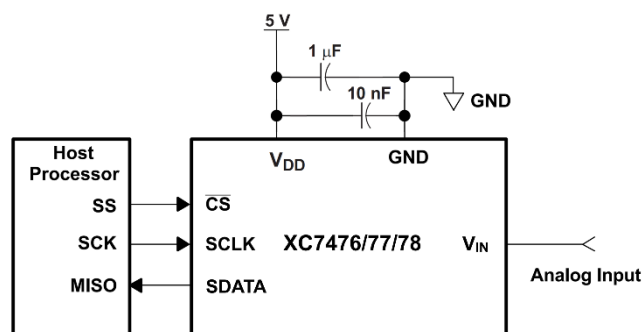 5 V
1 μF
10 nF
GND
Host
Processor
VDD
GND
SS
CS
SCK
SCLK
XC7476/77/78
VIN
MISO
SDATA
Analog Input